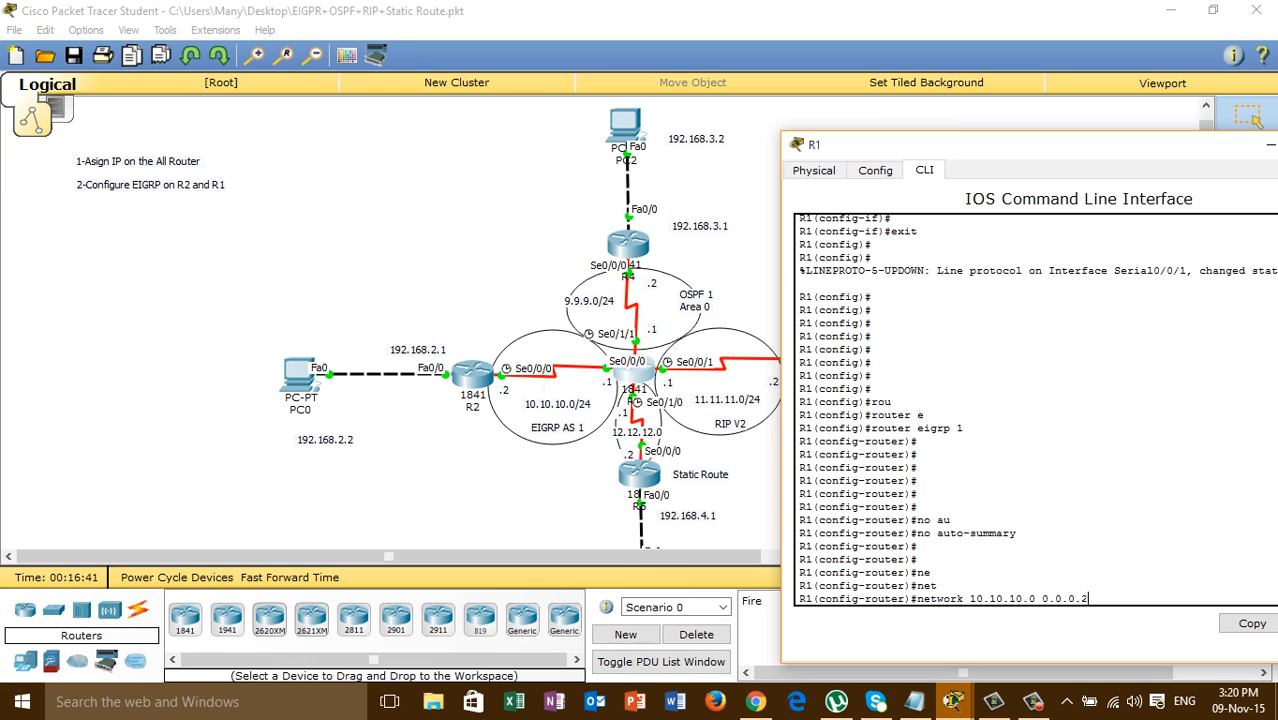 Cisco Packet Tracer Student - C:\Users\Many\Desktop\EIGPR+OSPF+RIP+Static Route.pkt
File Edit Options View Tools Extensions Help
Logical
[Root]
New Cluster
Move Object
Set Tiled Background
Viewport
1-Asign IP on the All Router
2-Configure EIGRP on R2 and R1
Fa0
PC2
192.168.3.2
Fa0/0
192.168.3.1
Se0/0/0
.2
9.9.9.0/24
OSPF 1
Area 0
Se0/1/1
.1
192.168.2.1
Fa0
Fa0/0
Se0/0/0
Se0/0/0
Se0/0/1
PC-PT
PC0
1841
R2
.2
.1
1841
.1
.2
10.10.10.0/24
Se0/1/0
11.11.11.0/24
.1
EIGRP AS 1
RIP V2
192.168.2.2
12.12.12.0
.2
Se0/0/0
Static Route
Fa0/0
192.168.4.1
R1
Physical Config CLI
IOS Command Line Interface
R1(config-if)#
R1(config-if)#exit
R1(config)#
R1(config)#
%LINEPROTO-5-UPDOWN: Line protocol on Interface Serial0/0/1, changed stat
R1(config)#
R1(config)#
R1(config)#
R1(config)#
R1(config)#
R1(config)#
R1(config)#
R1(config)#
R1(config)#rou
R1(config)#router e
R1(config)#router eigrp 1
R1(config-router)#
R1(config-router)#
R1(config-router)#
R1(config-router)#
R1(config-router)#
R1(config-router)#
R1(config-router)#no au
R1(config-router)#no auto-summary
R1(config-router)#
R1(config-router)#
R1(config-router)#ne
R1(config-router)#net
R1(config-router)#network 10.10.10.0 0.0.0.2
Copy
Time: 00:16:41 Power Cycle Devices Fast Forward Time
Routers
1841 1941 2620XM 2621XM 2811 2901 2911 819 Generic Generic
(Select a Device to Drag and Drop to the Workspace)
Scenario 0
New Delete
Toggle PDU List Window
Fire
Search the web and Windows
ENG
3:20 PM
09-Nov-15